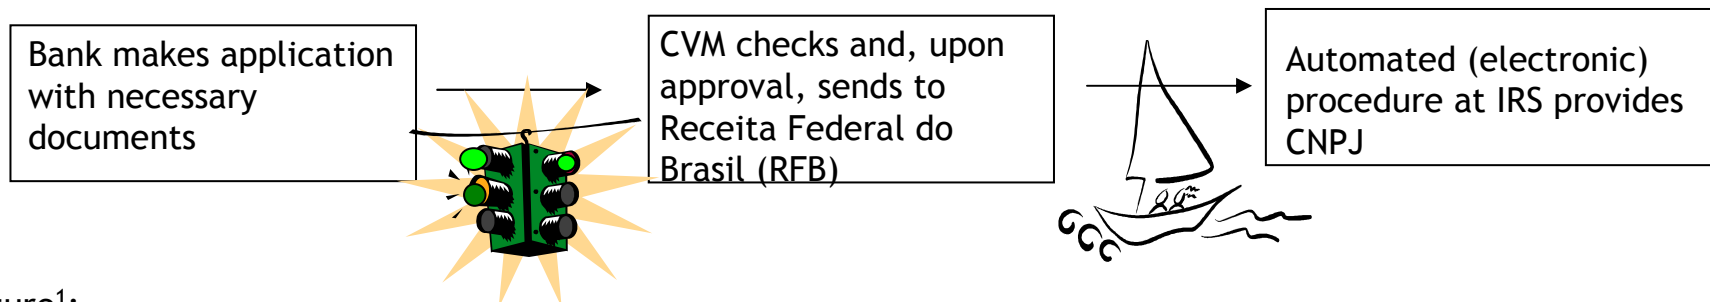 Bank makes application
with necessary
documents
CVM checks and, upon
approval, sends to
Receita Federal do
Brasil (RFB)
Automated (electronic)
procedure at IRS provides
CNPJ